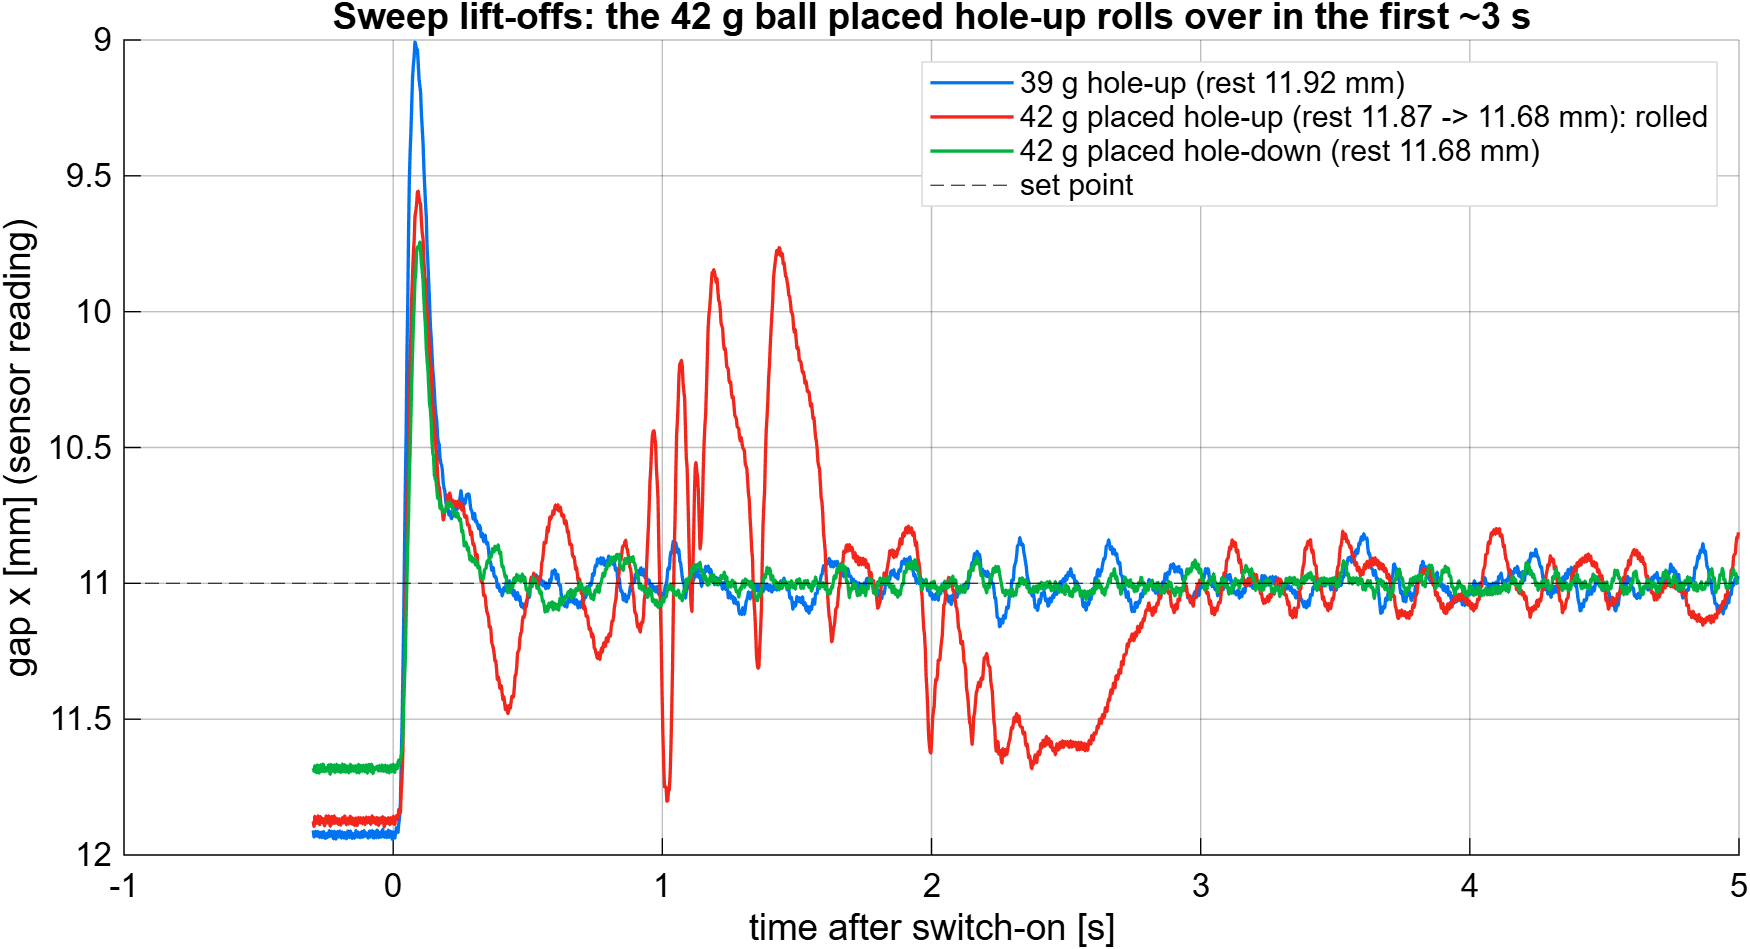 Sweep lift-offs: the 42 g ball placed hole-up rolls over in the first ~3 s
39 g hole-up (rest 11.92 mm)
42 g placed hole-up (rest 11.87 -> 11.68 mm): rolled
42 g placed hole-down (rest 11.68 mm)
set point
gap x [mm] (sensor reading)
9
9.5
10
10.5
11
11.5
12
-1 0 1 2 3 4 5
time after switch-on [s]